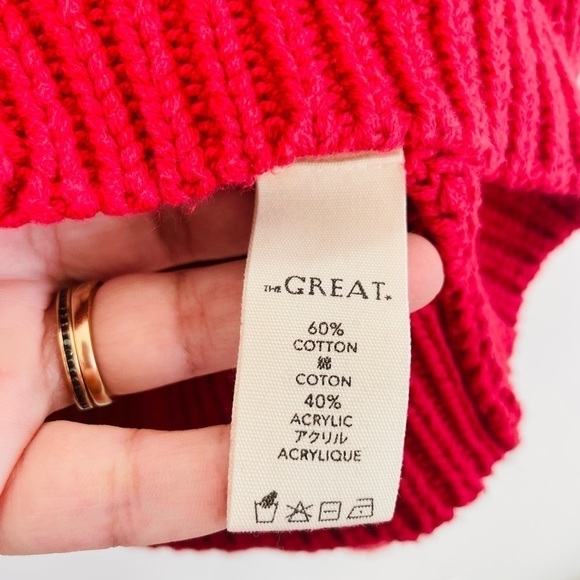 THE GREAT.
60%
COTTON
綿
COTON
40%
ACRYLIC
アクリル
ACRYLIQUE